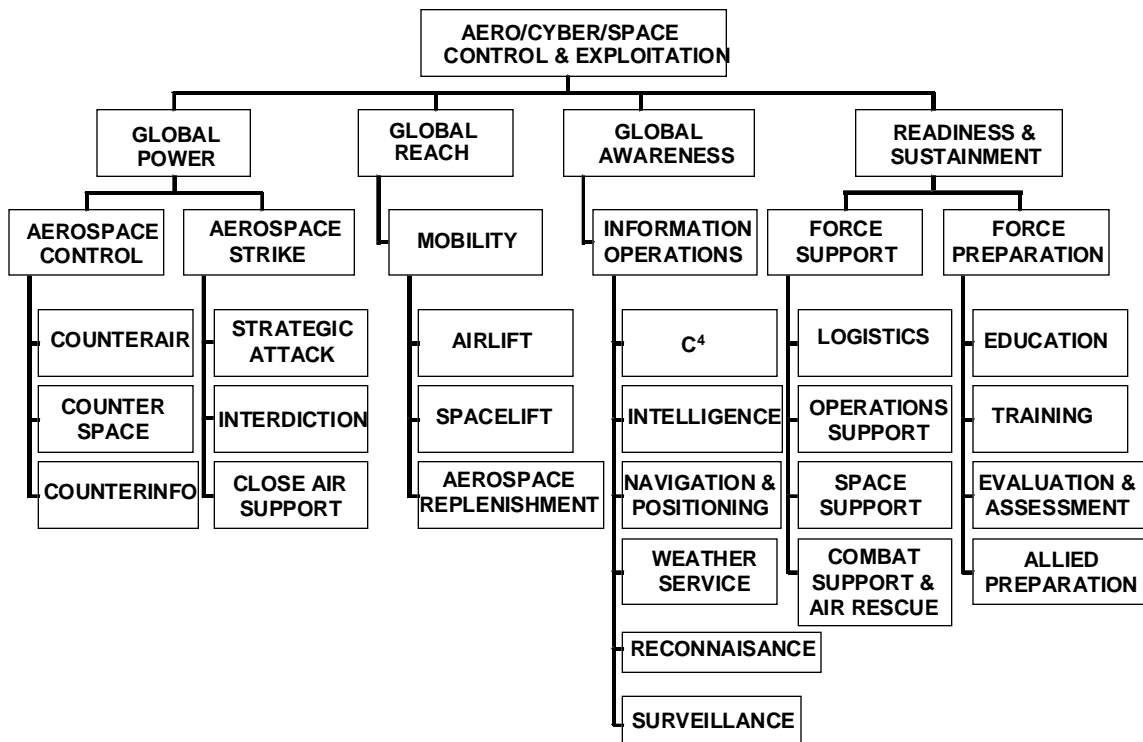 AERO/CYBER/SPACE
CONTROL & EXPLOITATION
GLOBAL
POWER
GLOBAL
REACH
GLOBAL
AWARENESS
READINESS &
SUSTAINMENT
AEROSPACE
CONTROL
AEROSPACE
STRIKE
MOBILITY
INFORMATION
OPERATIONS
FORCE
SUPPORT
FORCE
PREPARATION
COUNTERAIR
COUNTER
SPACE
COUNTERINFO
STRATEGIC
ATTACK
INTERDICTION
CLOSE AIR
SUPPORT
AIRLIFT
SPACELIFT
AEROSPACE
REPLENISHMENT
C⁴
INTELLIGENCE
NAVIGATION &
POSITIONING
WEATHER
SERVICE
RECONNAISANCE
SURVEILLANCE
LOGISTICS
OPERATIONS
SUPPORT
SPACE
SUPPORT
COMBAT
SUPPORT &
AIR RESCUE
EDUCATION
TRAINING
EVALUATION &
ASSESSMENT
ALLIED
PREPARATION